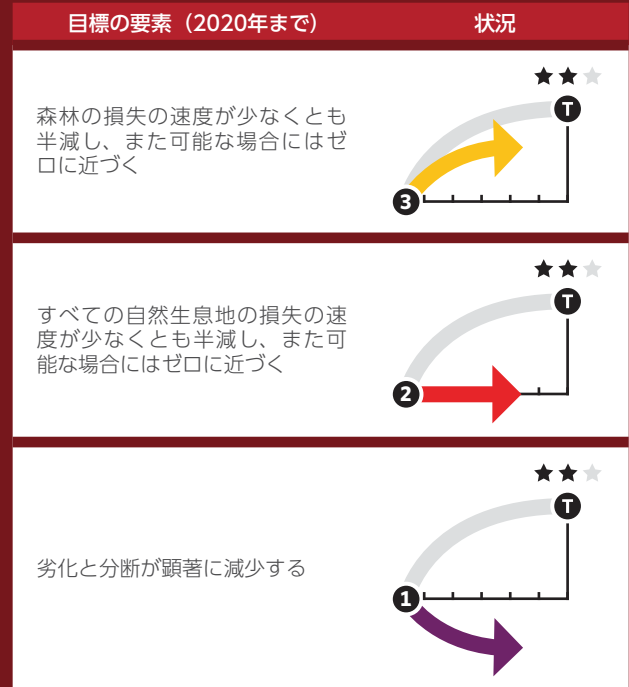 目標の要素（2020年まで）
状況
森林の損失の速度が少なくとも
半減し、また可能な場合にはゼ
ロに近づく
T
3
すべての自然生息地の損失の速
度が少なくとも半減し、また可
能な場合にはゼロに近づく
T
2
劣化と分断が顕著に減少する
T
1